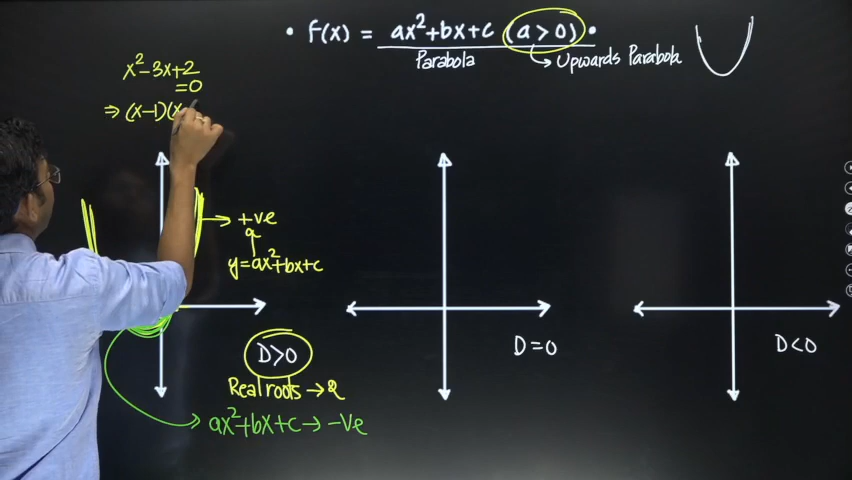 • f(x) = ax²+bx+c (a>0) •
Parabola
Upwards Parabola
x²-3x+2
=0
⇒ (x-1)(x
+ve
a
y=ax²+bx+c
D>0
D=0
D<0
Real roots → 2
ax²+bx+c → -ve